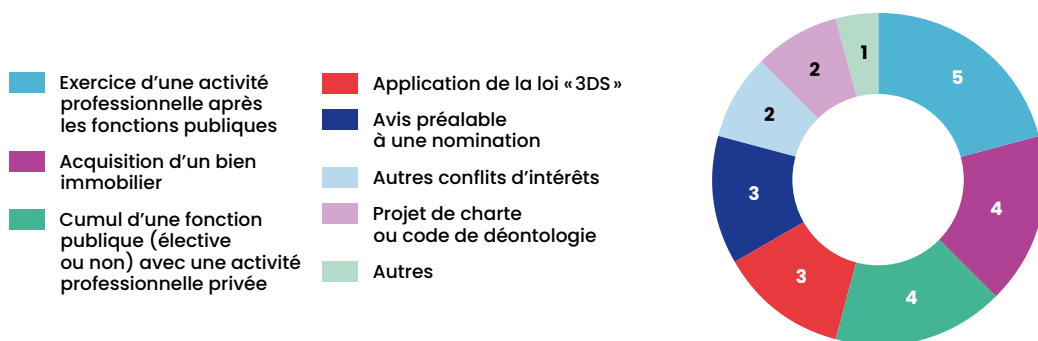 Exercice d'une activité
professionnelle après
les fonctions publiques
Acquisition d'un bien
immobilier
Cumul d'une fonction
publique (élective
ou non) avec une activité
professionnelle privée
Application de la loi « 3DS »
Avis préalable
à une nomination
Autres conflits d'intérêts
Projet de charte
ou code de déontologie
Autres
5
4
4
3
3
2
2
1